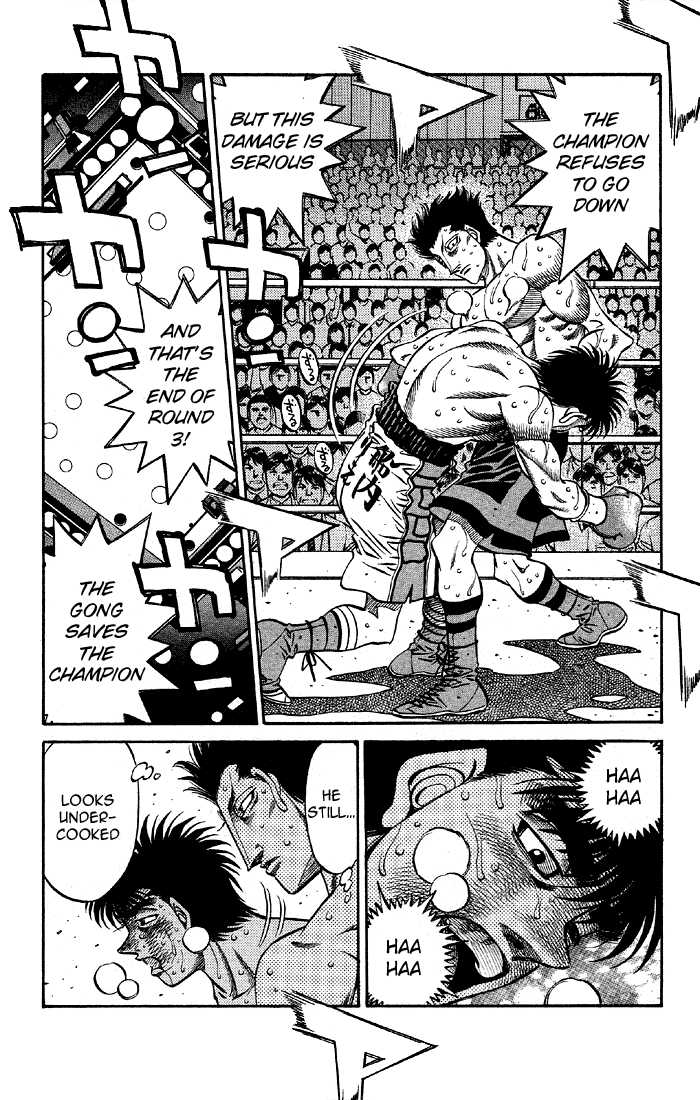 THE
CHAMPION
REFUSES
TO GO
DOWN
BUT THIS
DAMAGE IS
SERIOUS
AND
THAT'S
THE
END OF
ROUND
3!
THE
GONG
SAVES
THE
CHAMPION
HAA
HAA
HAA
HAA
HE
STILL...
LOOKS
UNDER-
COOKED